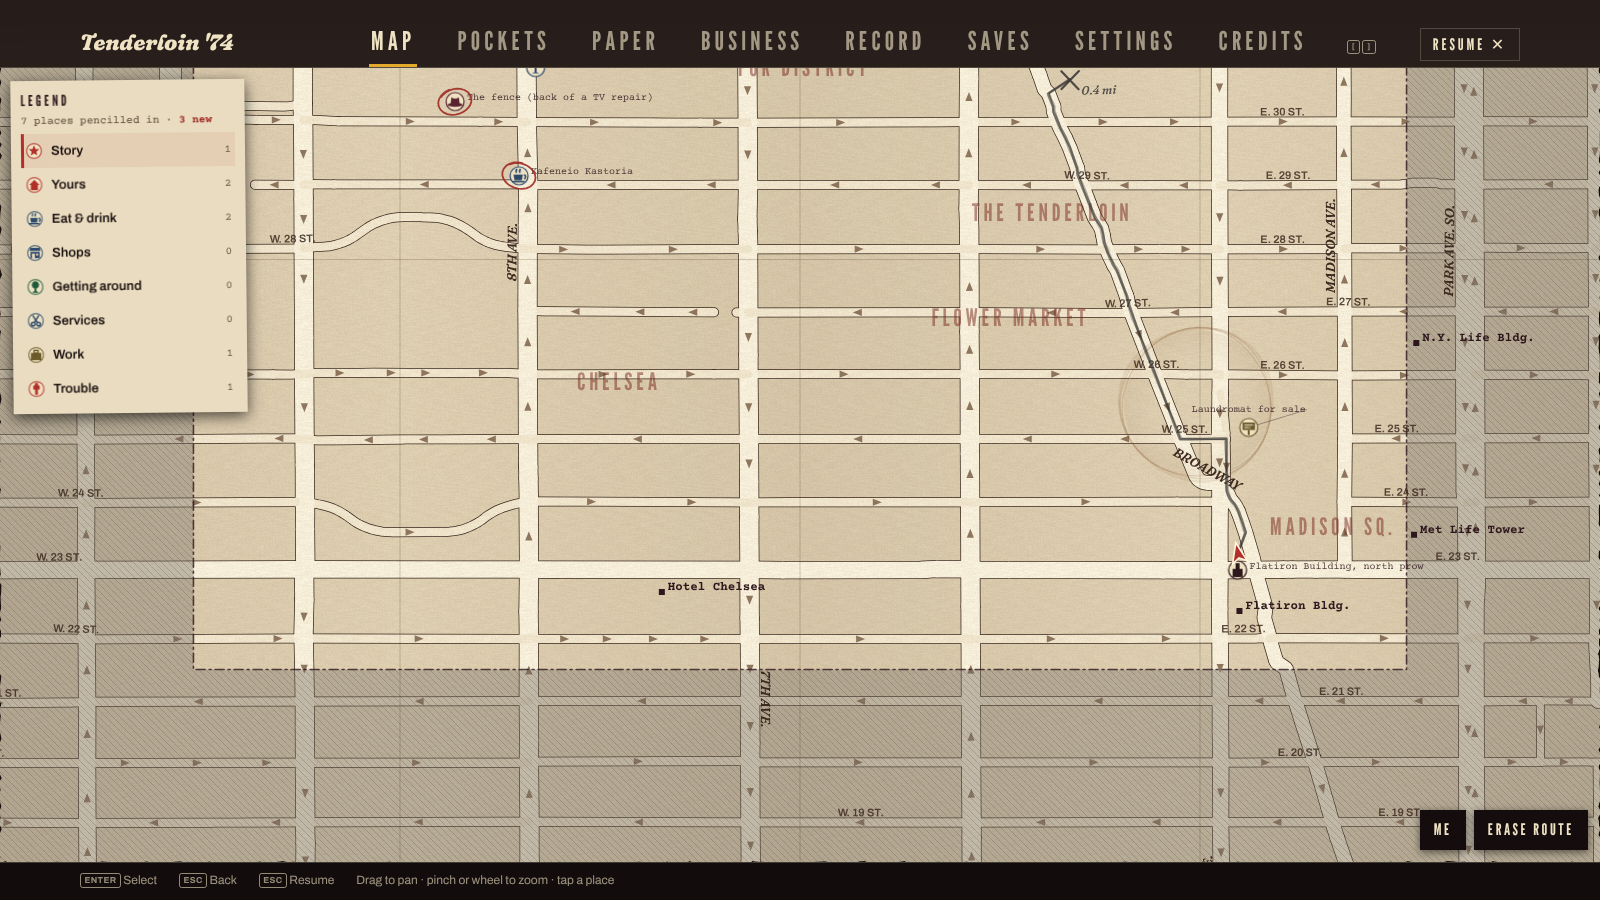 Tenderloin '74
MAP
POCKETS
PAPER
BUSINESS
RECORD
SAVES
SETTINGS
CREDITS
[ ]
RESUME ✕
LEGEND
7 places pencilled in · 3 new
Story 1
Yours 2
Eat & drink 2
Shops 0
Getting around 0
Services 0
Work 1
Trouble 1
FUR DISTRICT
0.4 mi
The fence (back of a TV repair)
E. 30 ST.
Kafeneio Kastoria
W. 29 ST.
E. 29 ST.
THE TENDERLOIN
W. 28 ST.
8TH AVE.
E. 28 ST.
MADISON AVE.
PARK AVE. SO.
W. 27 ST.
E. 27 ST.
FLOWER MARKET
N.Y. Life Bldg.
W. 26 ST.
E. 26 ST.
CHELSEA
Laundromat for sale
W. 25 ST.
E. 25 ST.
BROADWAY
W. 24 ST.
E. 24 ST.
MADISON SQ.
Met Life Tower
W. 23 ST.
E. 23 ST.
Flatiron Building, north prow
Hotel Chelsea
Flatiron Bldg.
W. 22 ST.
E. 22 ST.
7TH AVE.
ST.
E. 21 ST.
E. 20 ST.
W. 19 ST.
E. 19 ST.
ME
ERASE ROUTE
ENTER Select
ESC Back
ESC Resume
Drag to pan · pinch or wheel to zoom · tap a place